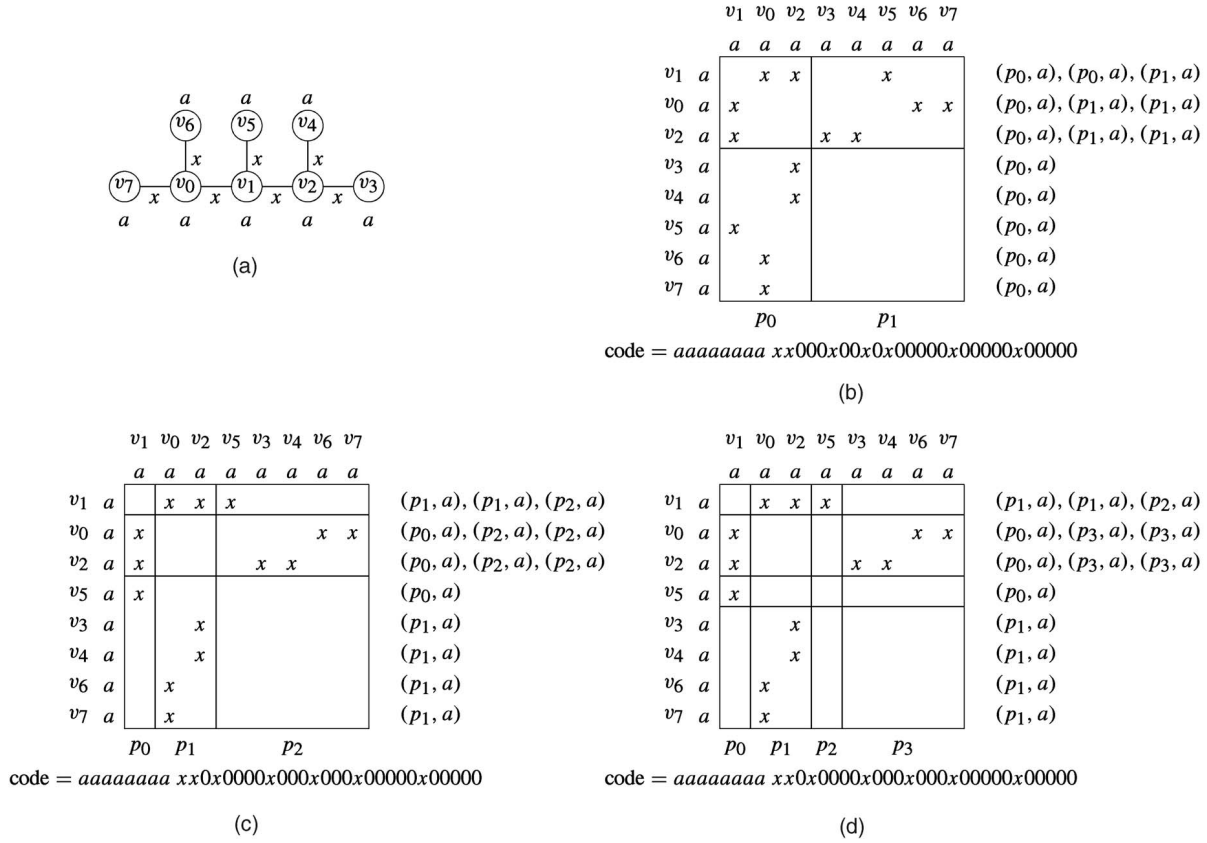 a a a
v6 v5 v4
x x x
v7 v0 v1 v2 v3
x x x x
a a a a a
(a)
v1 v0 v2 v3 v4 v5 v6 v7
a a a a a a a a
v1 a x x x (p0, a), (p0, a), (p1, a)
v0 a x x x (p0, a), (p1, a), (p1, a)
v2 a x x x (p0, a), (p1, a), (p1, a)
v3 a x (p0, a)
v4 a x (p0, a)
v5 a x (p0, a)
v6 a x (p0, a)
v7 a x (p0, a)
p0 p1
code = aaaaaaaa xx000x00x0x00000x00000x00000
(b)
v1 v0 v2 v5 v3 v4 v6 v7
a a a a a a a a
v1 a x x x (p1, a), (p1, a), (p2, a)
v0 a x x x (p0, a), (p2, a), (p2, a)
v2 a x x x (p0, a), (p2, a), (p2, a)
v5 a x (p0, a)
v3 a x (p1, a)
v4 a x (p1, a)
v6 a x (p1, a)
v7 a x (p1, a)
p0 p1 p2
code = aaaaaaaa xx0x0000x000x000x00000x00000
(c)
v1 v0 v2 v5 v3 v4 v6 v7
a a a a a a a a
v1 a x x x (p1, a), (p1, a), (p2, a)
v0 a x x x (p0, a), (p3, a), (p3, a)
v2 a x x x (p0, a), (p3, a), (p3, a)
v5 a x (p0, a)
v3 a x (p1, a)
v4 a x (p1, a)
v6 a x (p1, a)
v7 a x (p1, a)
p0 p1 p2 p3
code = aaaaaaaa xx0x0000x000x000x00000x00000
(d)